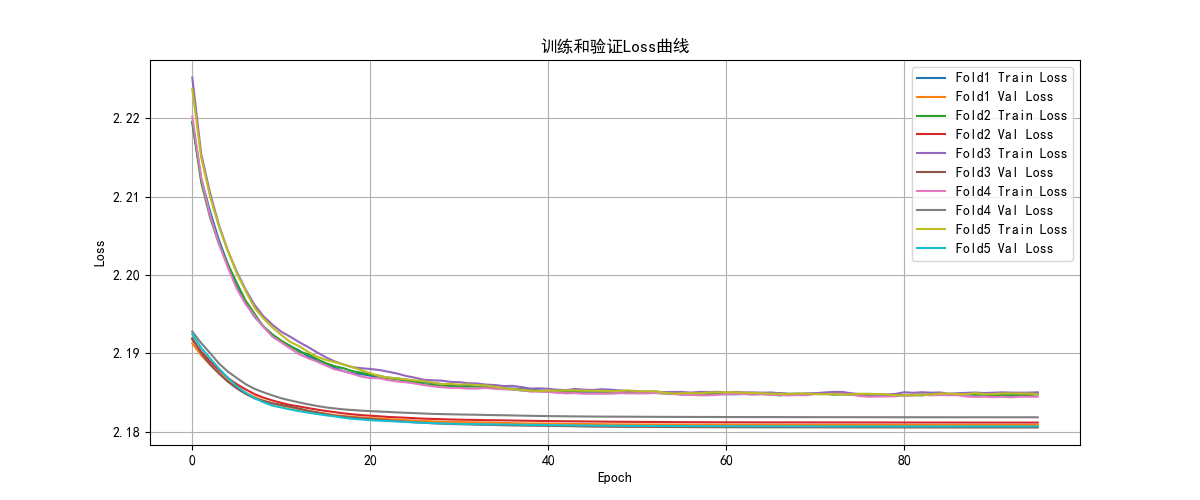 训练和验证Loss曲线
Fold1 Train Loss
Fold1 Val Loss
Fold2 Train Loss
Fold2 Val Loss
Fold3 Train Loss
Fold3 Val Loss
Fold4 Train Loss
Fold4 Val Loss
Fold5 Train Loss
Fold5 Val Loss
Loss
2.22
2.21
2.20
2.19
2.18
0 20 40 60 80
Epoch